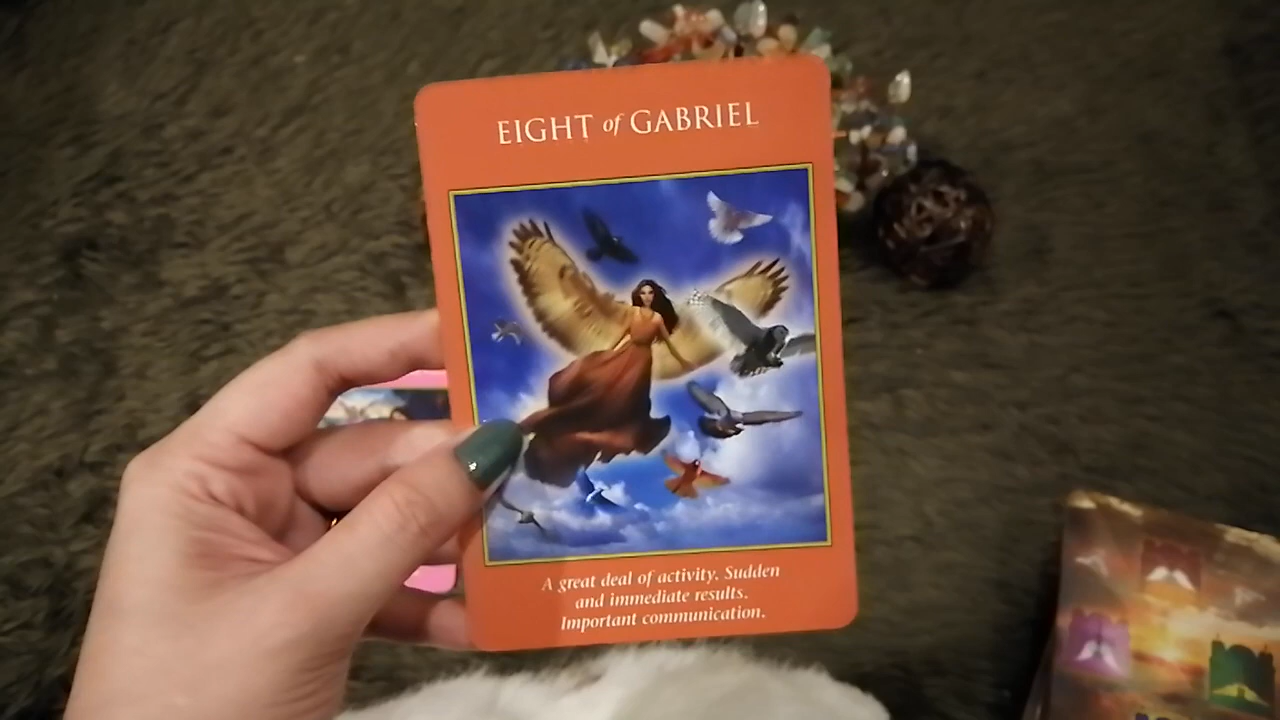 EIGHT of GABRIEL
A great deal of activity. Sudden
and immediate results.
Important communication.